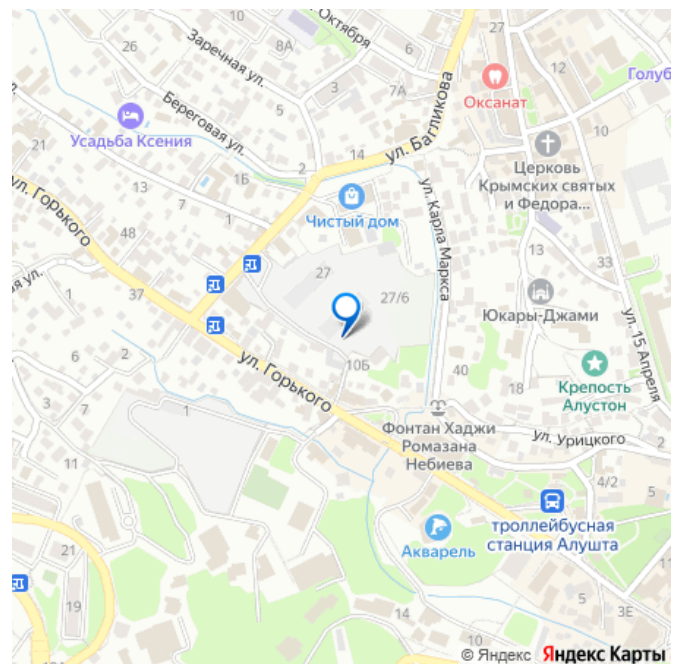 Октября
27
26
Заречная ул.
10
8А
6
3
12
Голуб
7А
Оксанат
ул. Багликова
5
Береговая ул.
10
Усадьба Ксения
Церковь
Крымских святых
и Федора...
21
14
2
1Б
ул. Горького
13
7
Чистый дом
ул. Карла Маркса
1
48
13
33
27
37
27/6
1
Юкары-Джами
ул. 15 Апреля
2
6
ул. Горького
10Б
40
18
Крепость
Алустон
3
7
1
Фонтан Хаджи
Ромазана
Небиева
ул. Урицкого
2
11
4/2
5
троллейбусная
станция Алушта
Акварель
21
19
14
5
3Е
10
© Яндекс Яндекс Карты